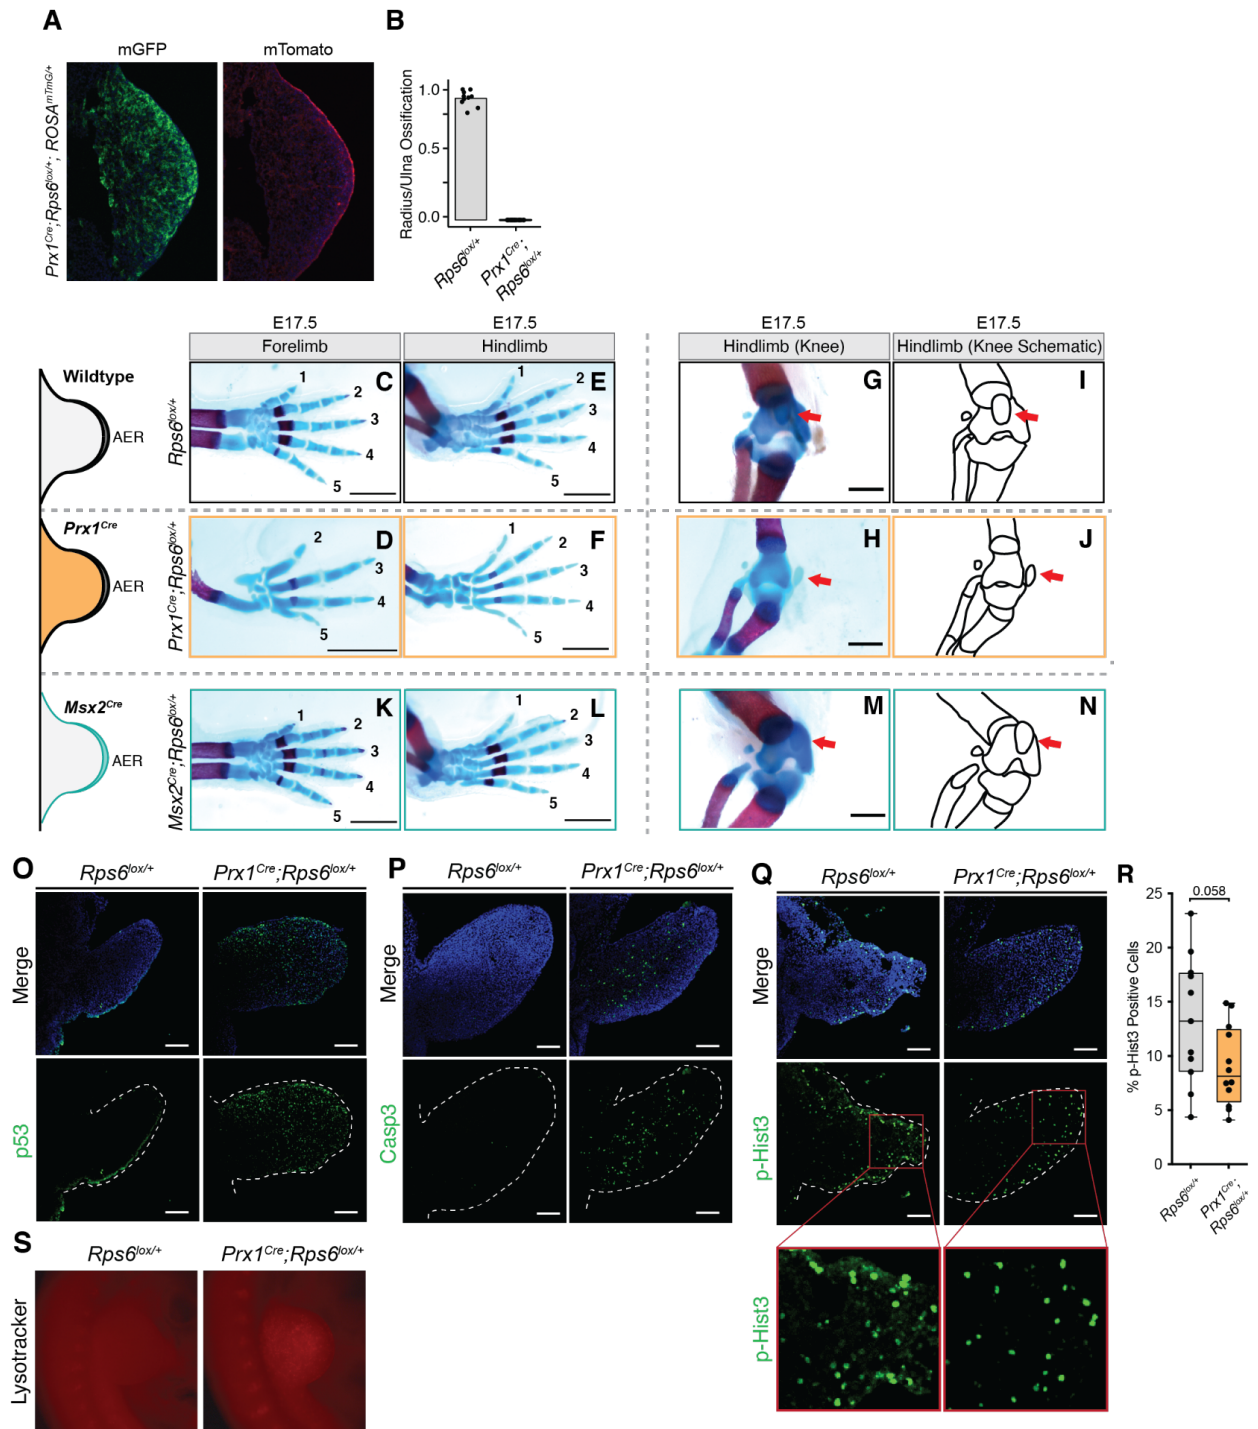 A
mGFP
mTomato
Prx1Cre;Rps6lox/+; ROSAmTmG/+
B
Radius/Ulna Ossification
1.0
0.5
0.0
Rps6lox/+
Prx1Cre;
Rps6lox/+
E17.5
E17.5
E17.5
E17.5
Forelimb
Hindlimb
Hindlimb (Knee)
Hindlimb (Knee Schematic)
Wildtype
AER
Rps6lox/+
C
1
2
3
4
5
E
1
2
3
4
5
G
I
Prx1Cre
AER
Prx1Cre;Rps6lox/+
D
2
3
4
5
F
1
2
3
4
5
H
J
Msx2Cre
AER
Msx2Cre;Rps6lox/+
K
1
2
3
4
5
L
1
2
3
4
5
M
N
O
Rps6lox/+
Prx1Cre;Rps6lox/+
Merge
p53
P
Rps6lox/+
Prx1Cre;Rps6lox/+
Merge
Casp3
Q
Rps6lox/+
Prx1Cre;Rps6lox/+
Merge
p-Hist3
p-Hist3
R
0.058
% p-Hist3 Positive Cells
25
20
15
10
5
0
Rps6lox/+
Prx1Cre;
Rps6lox/+
S
Rps6lox/+
Prx1Cre;Rps6lox/+
Lysotracker